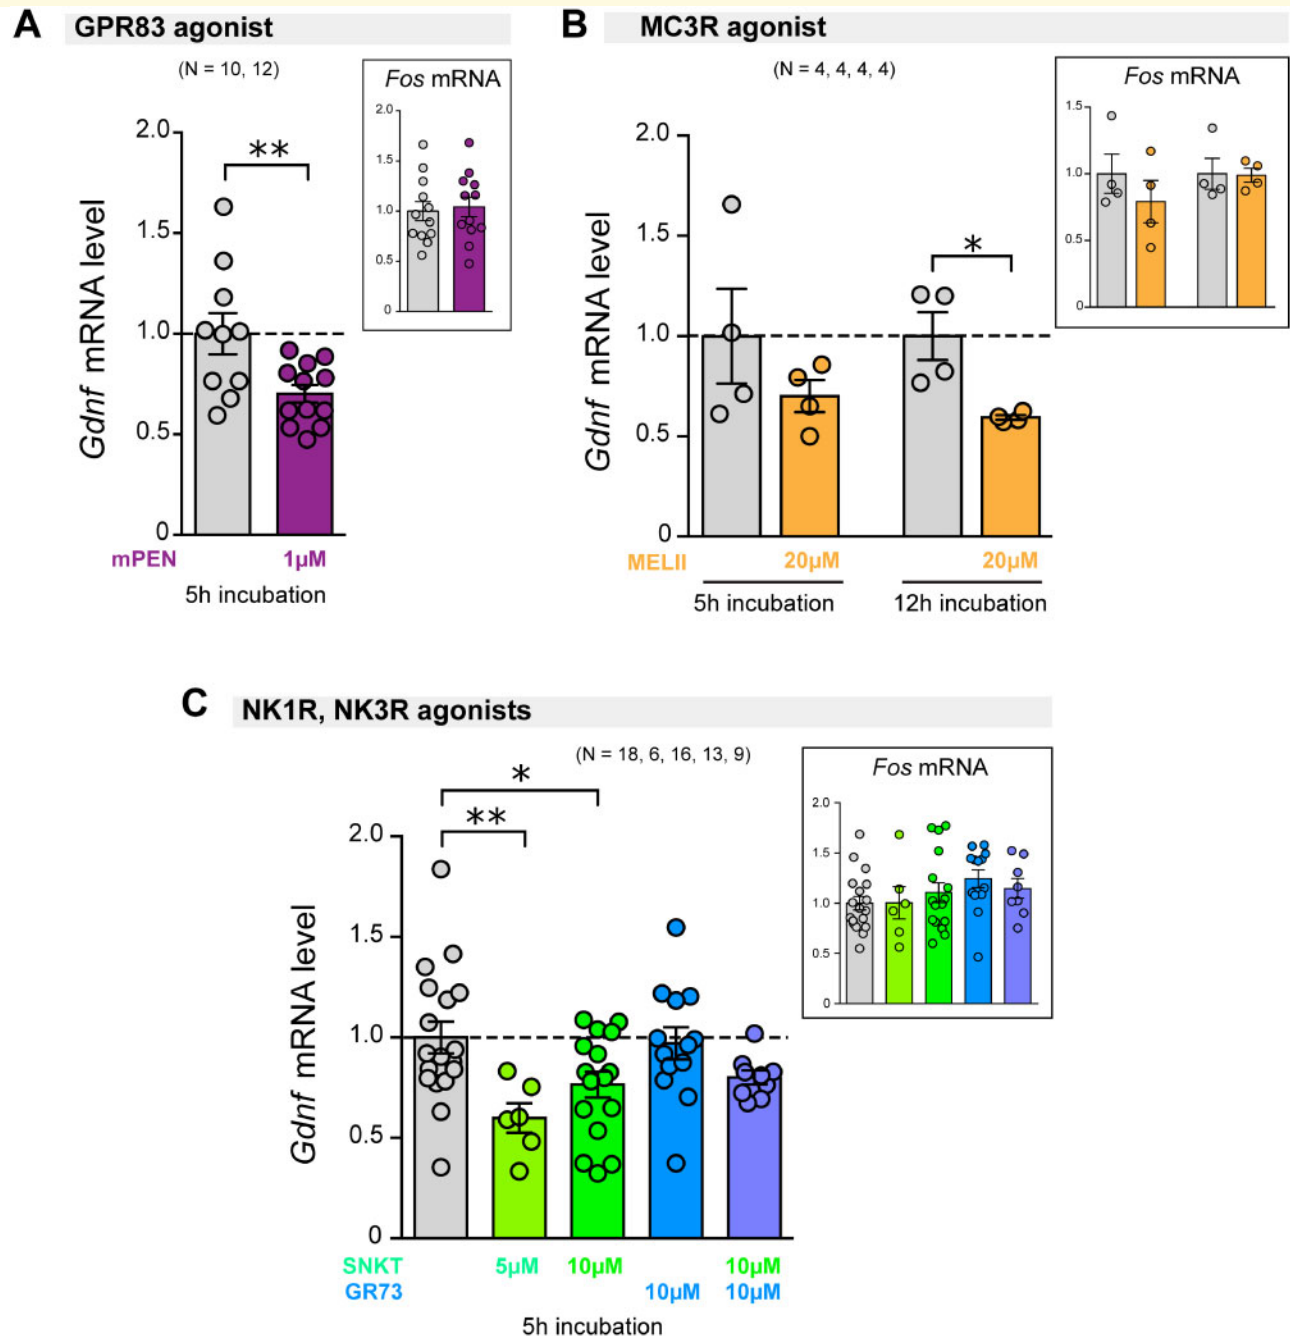 A GPR83 agonist
(N = 10, 12)
Fos mRNA
2.0
1.5
1.0
0.5
0
2.0
1.5
1.0
0.5
0
**
Gdnf mRNA level
mPEN 1µM
5h incubation
B MC3R agonist
(N = 4, 4, 4, 4)
Fos mRNA
1.5
1.0
0.5
0
2.0
1.5
1.0
0.5
0
*
Gdnf mRNA level
MELII 20µM 20µM
5h incubation 12h incubation
C NK1R, NK3R agonists
(N = 18, 6, 16, 13, 9)
Fos mRNA
2.0
1.5
1.0
0.5
0
*
**
2.0
1.5
1.0
0.5
0
Gdnf mRNA level
SNKT 5µM 10µM 10µM
GR73 10µM 10µM
5h incubation